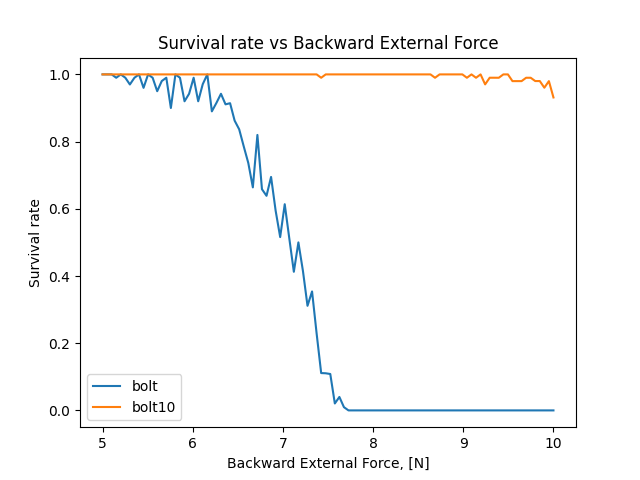 Survival rate vs Backward External Force
Survival rate
1.0
0.8
0.6
0.4
0.2
0.0
bolt
bolt10
5
6
7
8
9
10
Backward External Force, [N]